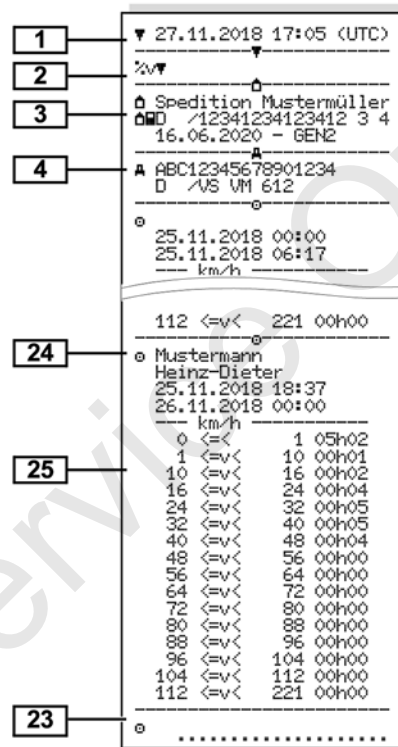 1 ▼ 27.11.2018 17:05 (UTC)
2 %v▼
3 Spedition Mustermüller
D /12341234123412 3 4
16.06.2020 - GEN2
4 A ABC12345678901234
D /VS VM 612
25.11.2018 00:00
25.11.2018 06:17
--- km/h ---
112 <=v< 221 00h00
24 Mustermann
Heinz-Dieter
25.11.2018 18:37
26.11.2018 00:00
--- km/h ---
0 <=< 1 05h02
1 <=v< 10 00h01
25 10 <=v< 16 00h02
16 <=v< 24 00h04
24 <=v< 32 00h05
32 <=v< 40 00h05
40 <=v< 48 00h04
48 <=v< 56 00h00
56 <=v< 64 00h00
64 <=v< 72 00h00
72 <=v< 80 00h00
80 <=v< 88 00h00
88 <=v< 96 00h00
96 <=v< 104 00h00
104 <=v< 112 00h00
112 <=v< 221 00h00
23 ....................
ervice O